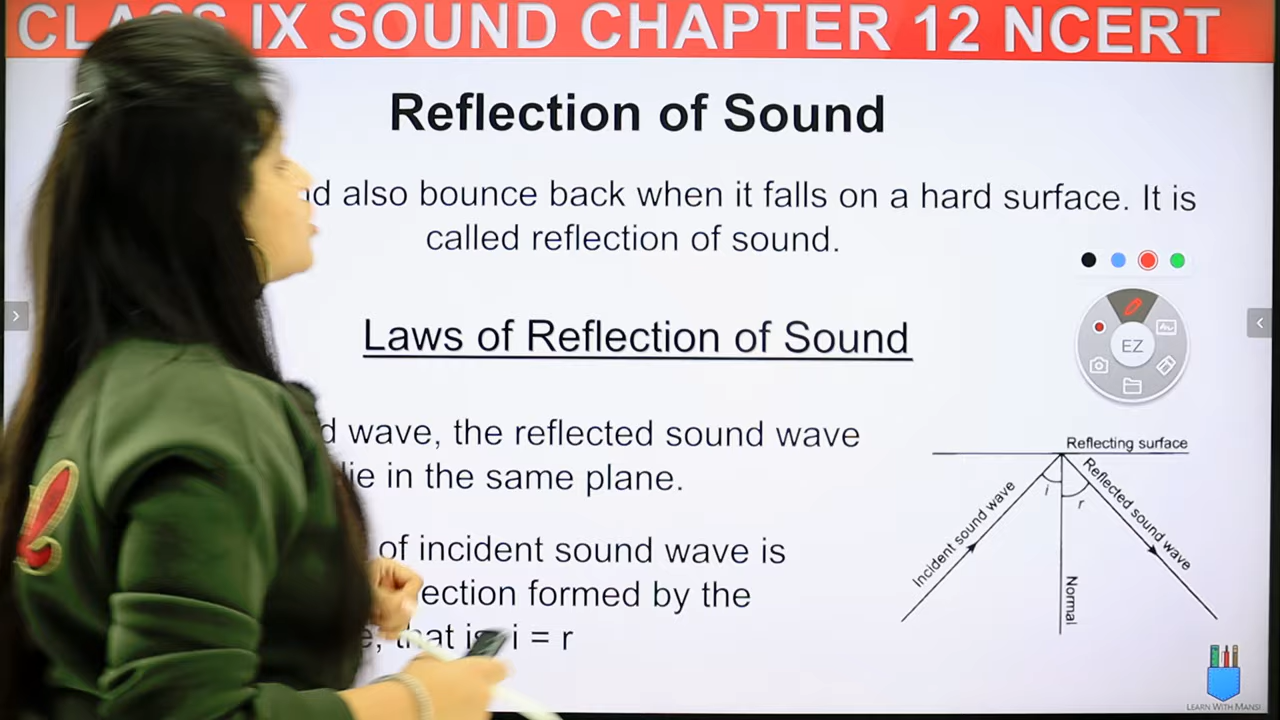 IX SOUND CHAPTER 12 NCERT
Reflection of Sound
also bounce back when it falls on a hard surface. It is
called reflection of sound.
EZ
Laws of Reflection of Sound
wave, the reflected sound wave
lie in the same plane.
of incident sound wave is
formed by the
that is, i = r
Reflecting surface
Incident sound wave
i
r
Reflected sound wave
Normal
LEARN WITH MANSI